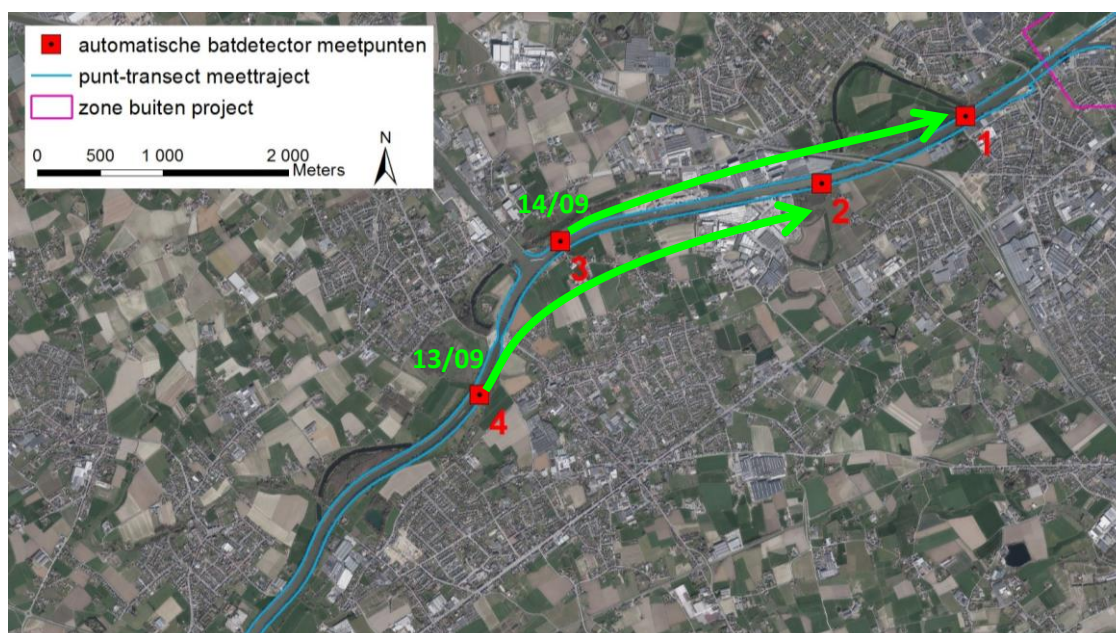 automatische batdetector meetpunten
punt-transect meettraject
zone buiten project
N
0 500 1 000 2 000
Meters
1
2
14/09
3
13/09
4